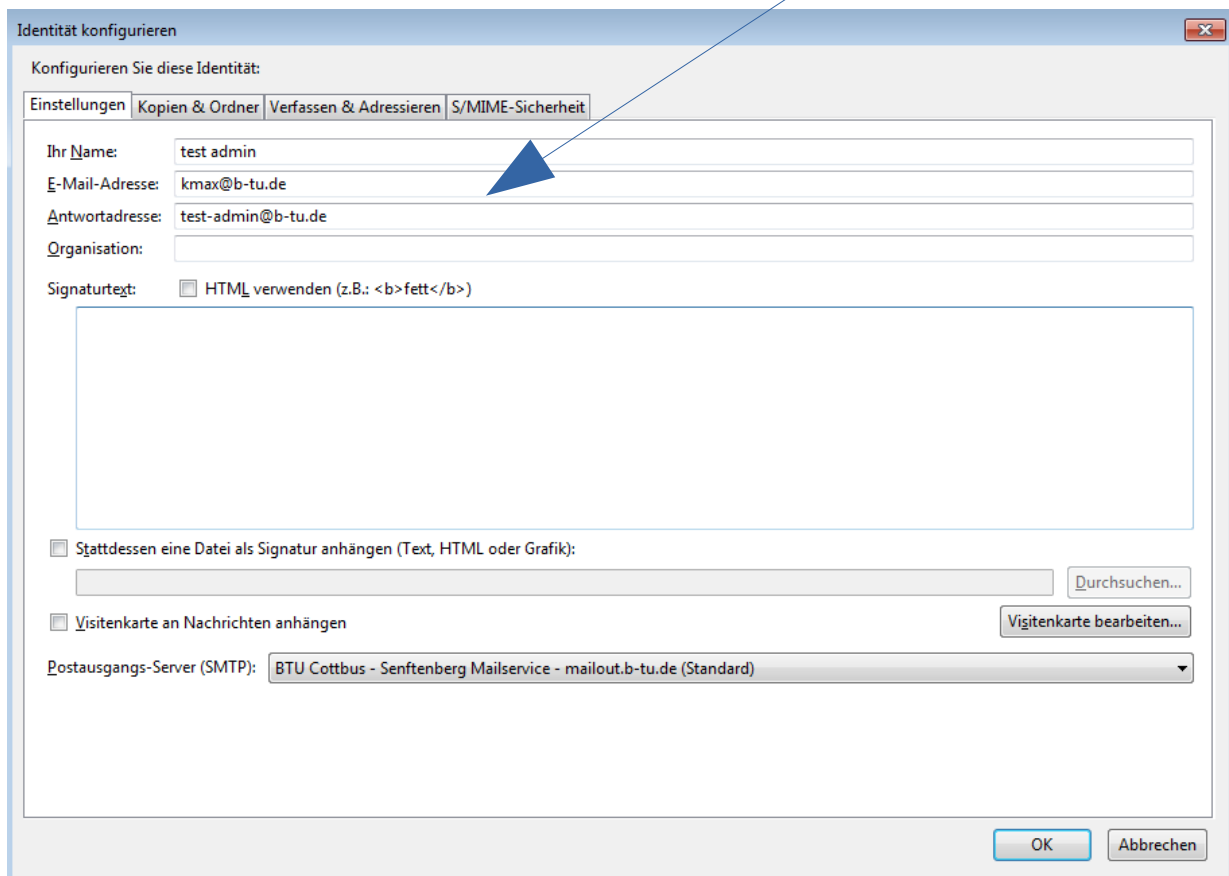 Identität konfigurieren
Konfigurieren Sie diese Identität:
Einstellungen Kopien & Ordner Verfassen & Adressieren S/MIME-Sicherheit
Ihr Name: test admin
E-Mail-Adresse: kmax@b-tu.de
Antwortadresse: test-admin@b-tu.de
Organisation:
Signaturtext: HTML verwenden (z.B.: <b>fett</b>)
Stattdessen eine Datei als Signatur anhängen (Text, HTML oder Grafik):
Durchsuchen...
Visitenkarte an Nachrichten anhängen Visitenkarte bearbeiten...
Postausgangs-Server (SMTP): BTU Cottbus - Senftenberg Mailservice - mailout.b-tu.de (Standard)
OK Abbrechen